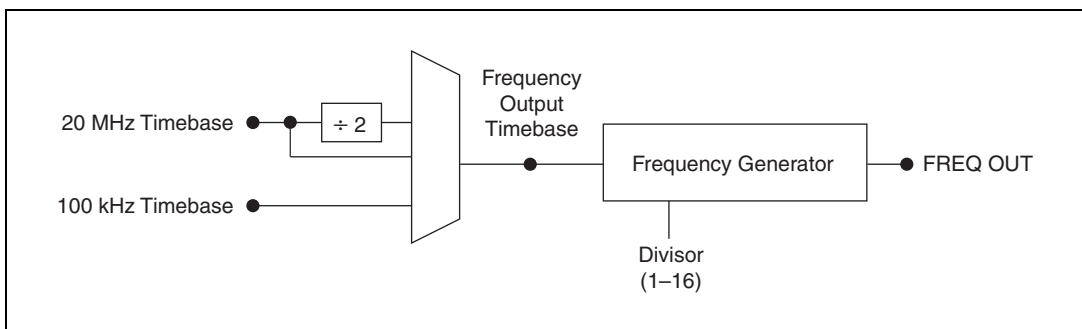 20 MHz Timebase
÷ 2
100 kHz Timebase
Frequency
Output
Timebase
Frequency Generator
FREQ OUT
Divisor
(1–16)